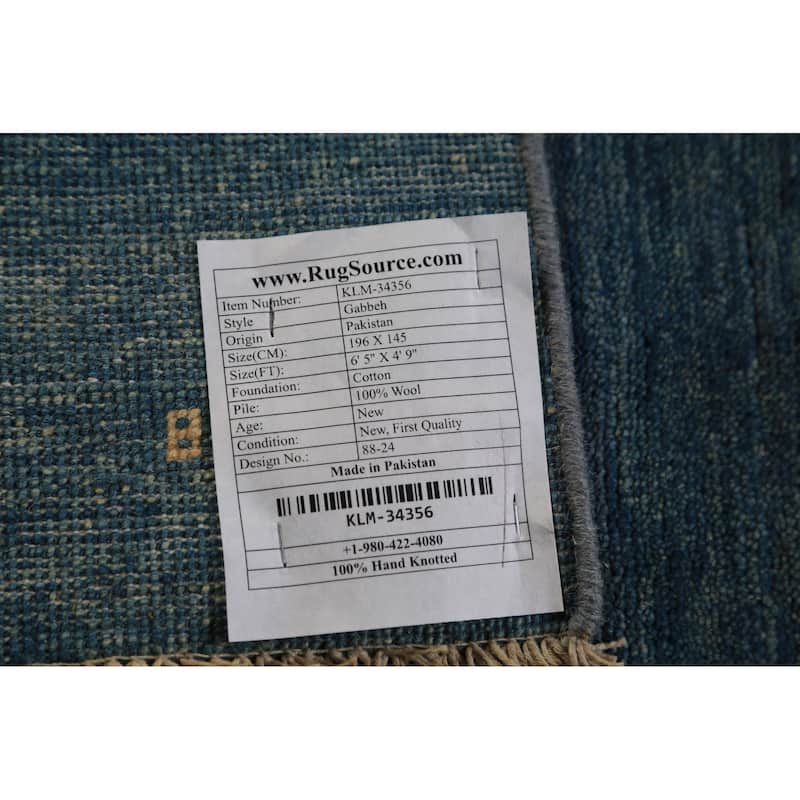 www.RugSource.com
Item Number: KLM-34356
Style Gabbeh
Origin Pakistan
Size(CM): 196 X 145
Size(FT): 6' 5" X 4' 9"
Foundation: Cotton
Pile: 100% Wool
Age: New
Condition: New, First Quality
Design No.: 88-24
Made in Pakistan
KLM-34356
+1-980-422-4080
100% Hand Knotted